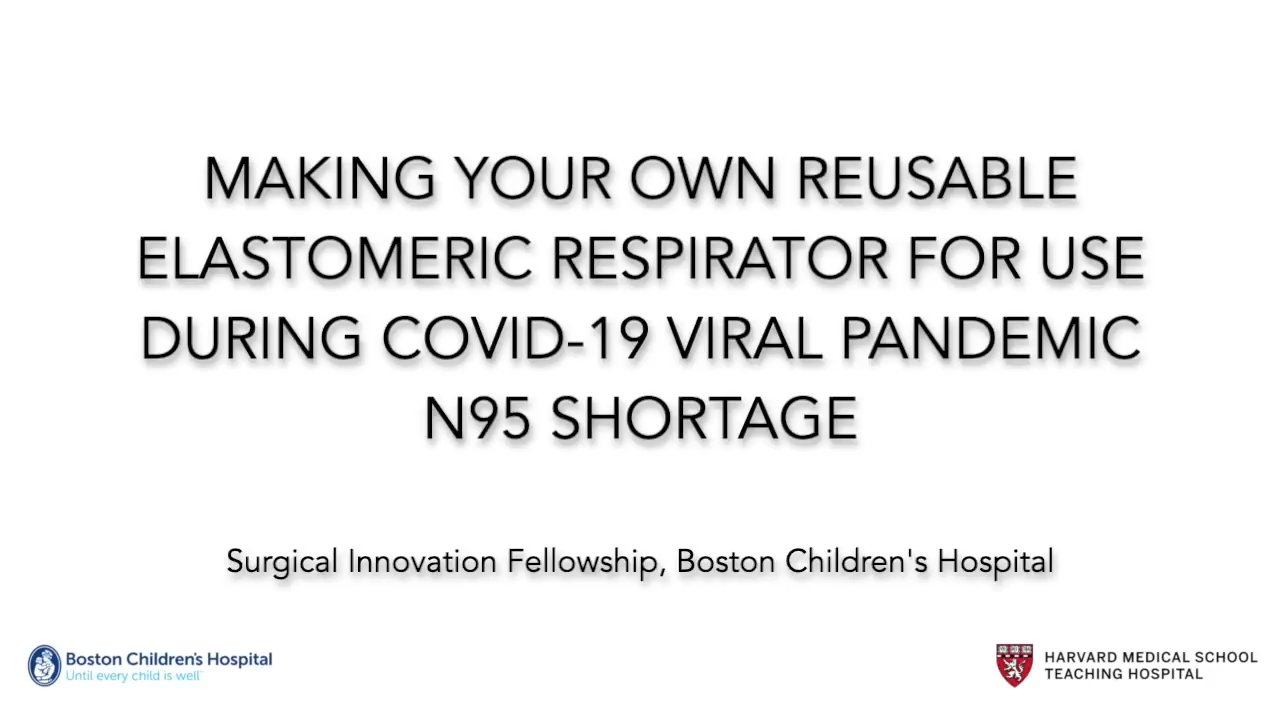 MAKING YOUR OWN REUSABLE
ELASTOMERIC RESPIRATOR FOR USE
DURING COVID-19 VIRAL PANDEMIC
N95 SHORTAGE
Surgical Innovation Fellowship, Boston Children's Hospital
Boston Children's Hospital
Until every child is well™
HARVARD MEDICAL SCHOOL
TEACHING HOSPITAL